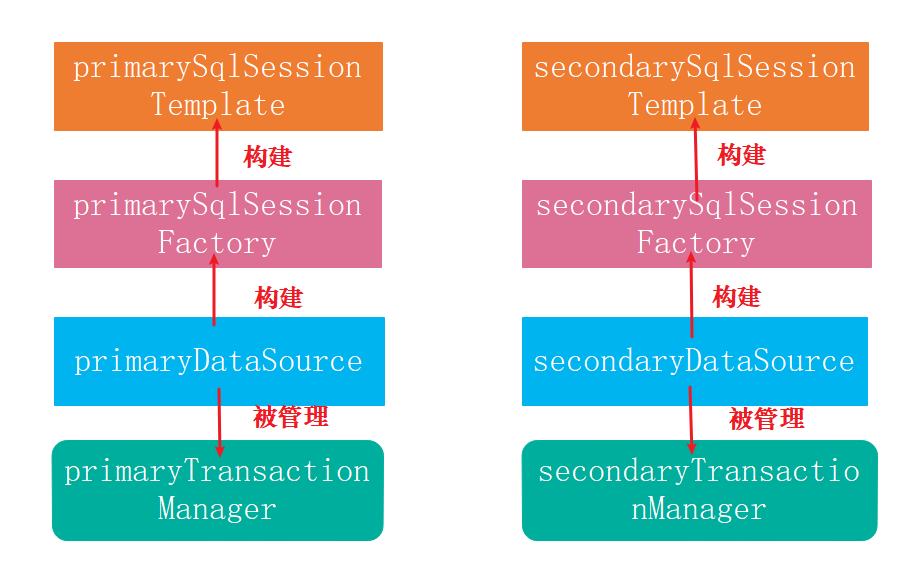 primarySqlSession
Template
构建
primarySqlSession
Factory
构建
primaryDataSource
被管理
primaryTransaction
Manager
secondarySqlSession
Template
构建
secondarySqlSession
Factory
构建
secondaryDataSource
被管理
secondaryTransactio
nManager